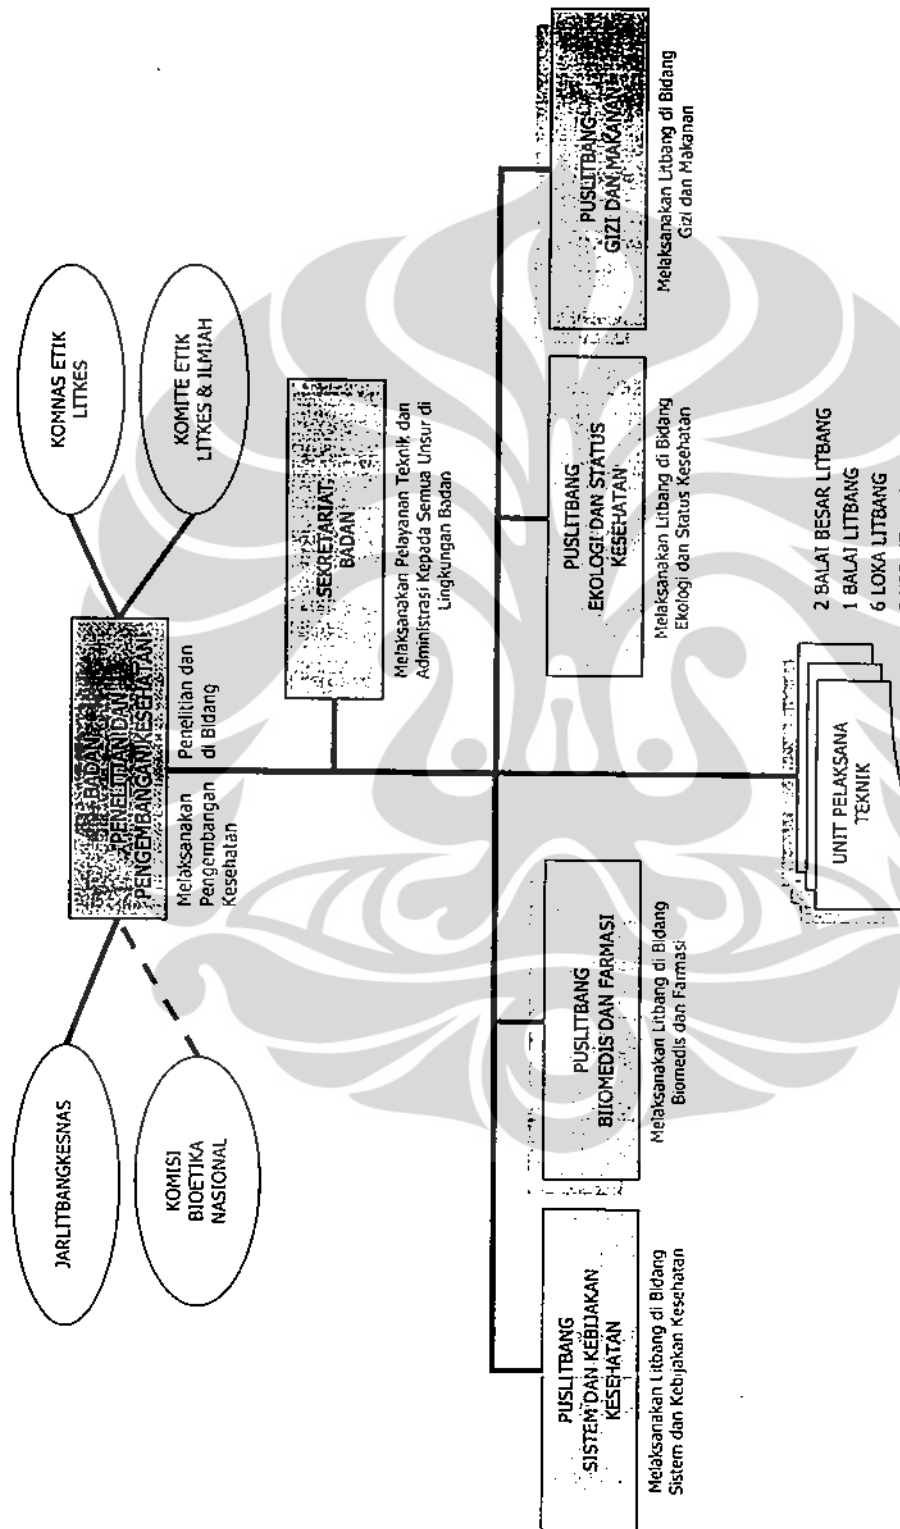 BADAN
PENELITIAN DAN
PENGEMBANGAN KESEHATAN
Melaksanakan Penelitian dan
Pengembangan di Bidang
Kesehatan
JARLITBANGKESNAS
KOMISI
BIOETIKA
NASIONAL
KOMNAS ETIK
LITKES
KOMITE ETIK
LITKES & ILMIAH
SEKRETARIAT
BADAN
Melaksanakan Pelayanan Teknik dan
Administrasi Kepada Semua Unsur di
Lingkungan Badan
PUSLITBANG
SISTEM DAN KEBIJAKAN
KESEHATAN
Melaksanakan Litbang di Bidang
Sistem dan Kebijakan Kesehatan
PUSLITBANG
BIIOMEDIS DAN FARMASI
Melaksanakan Litbang di Bidang
Biomedis dan Farmasi
PUSLITBANG
EKOLOGI DAN STATUS
KESEHATAN
Melaksanakan Litbang di Bidang
Ekologi dan Status Kesehatan
PUSLITBANG
GIZI DAN MAKANAN
Melaksanakan Litbang di Bidang
Gizi dan Makanan
UNIT PELAKSANA
TEKNIK
2 BALAI BESAR LITBANG
1 BALAI LITBANG
6 LOKA LITBANG